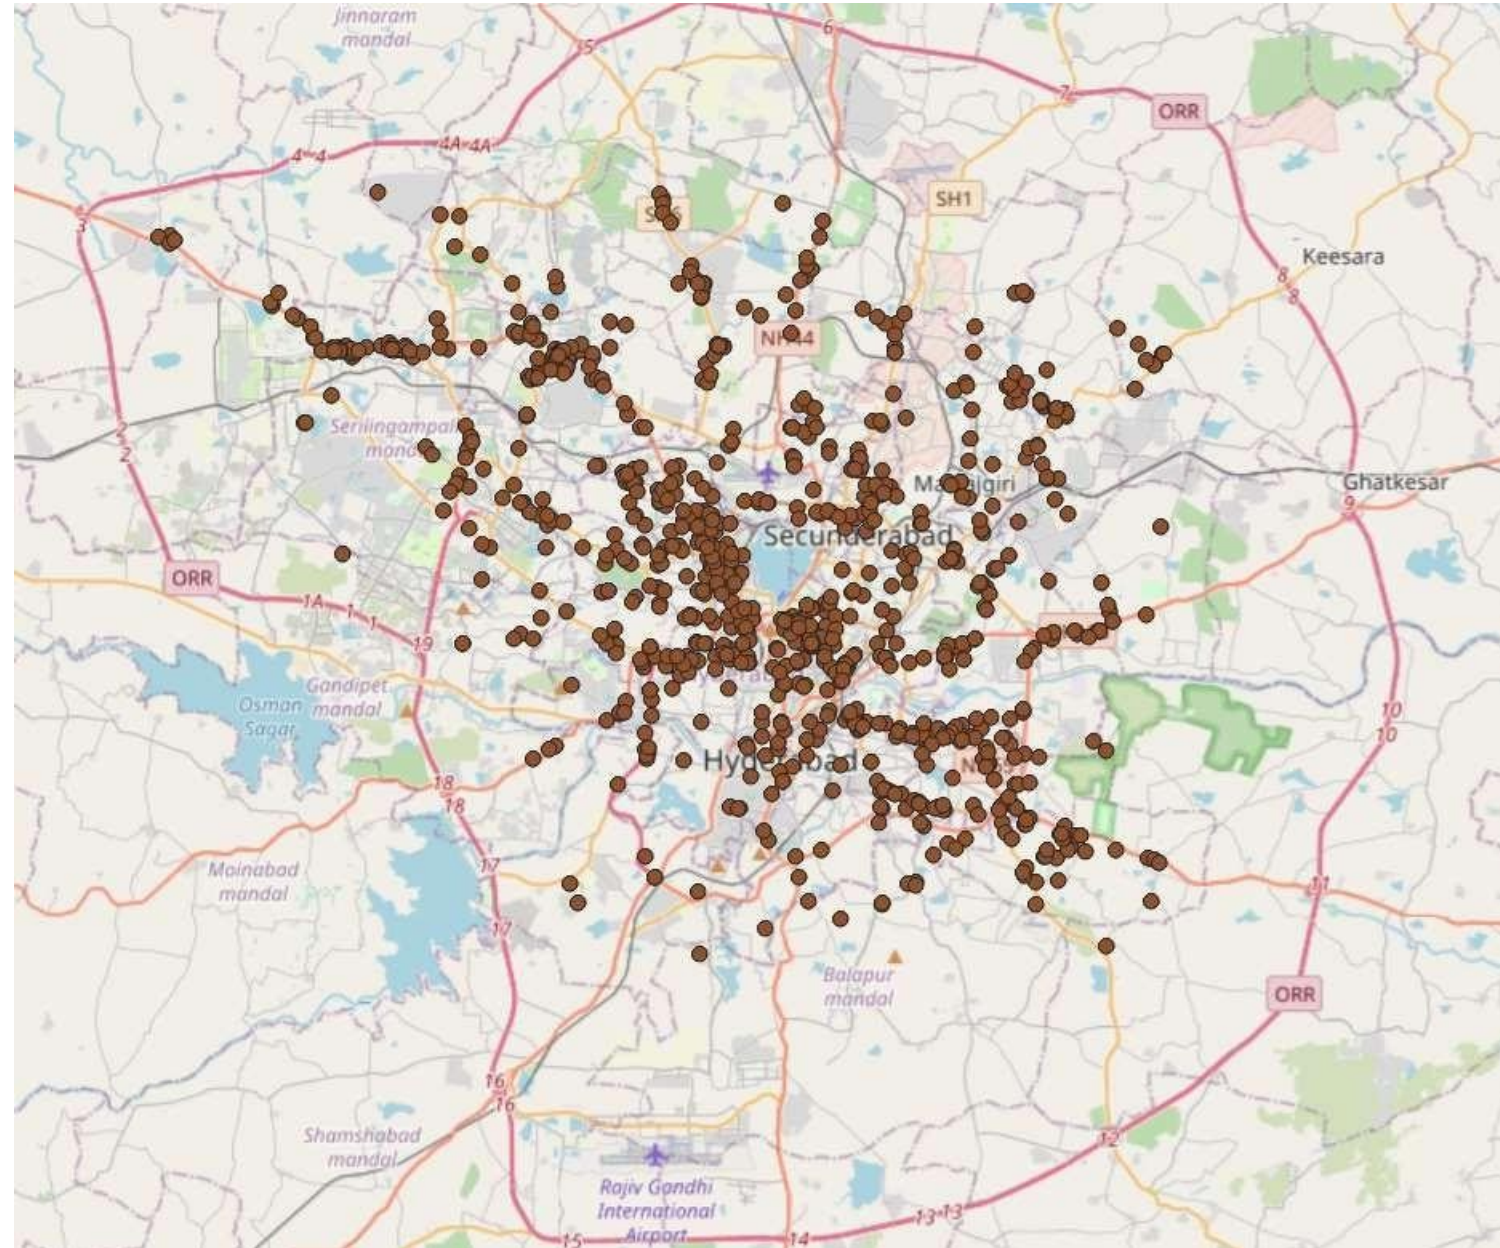 Jinnaram
mandal
5
6
7
ORR
4
4
4A
4A
SH1
3
3
Keesara
8
8
NH44
Serilingampal
mand
2
2
Ghatkesar
9
Secunderabad
ORR
1A
1
1
19
Gandipet
mandal
Osman
Sagar
10
10
Hyderabad
18
18
17
Moinabad
mandal
11
17
Balapur
mandal
ORR
16
16
Shamshabad
mandal
12
Rajiv Gandhi
International
Airport
13
13
14
15